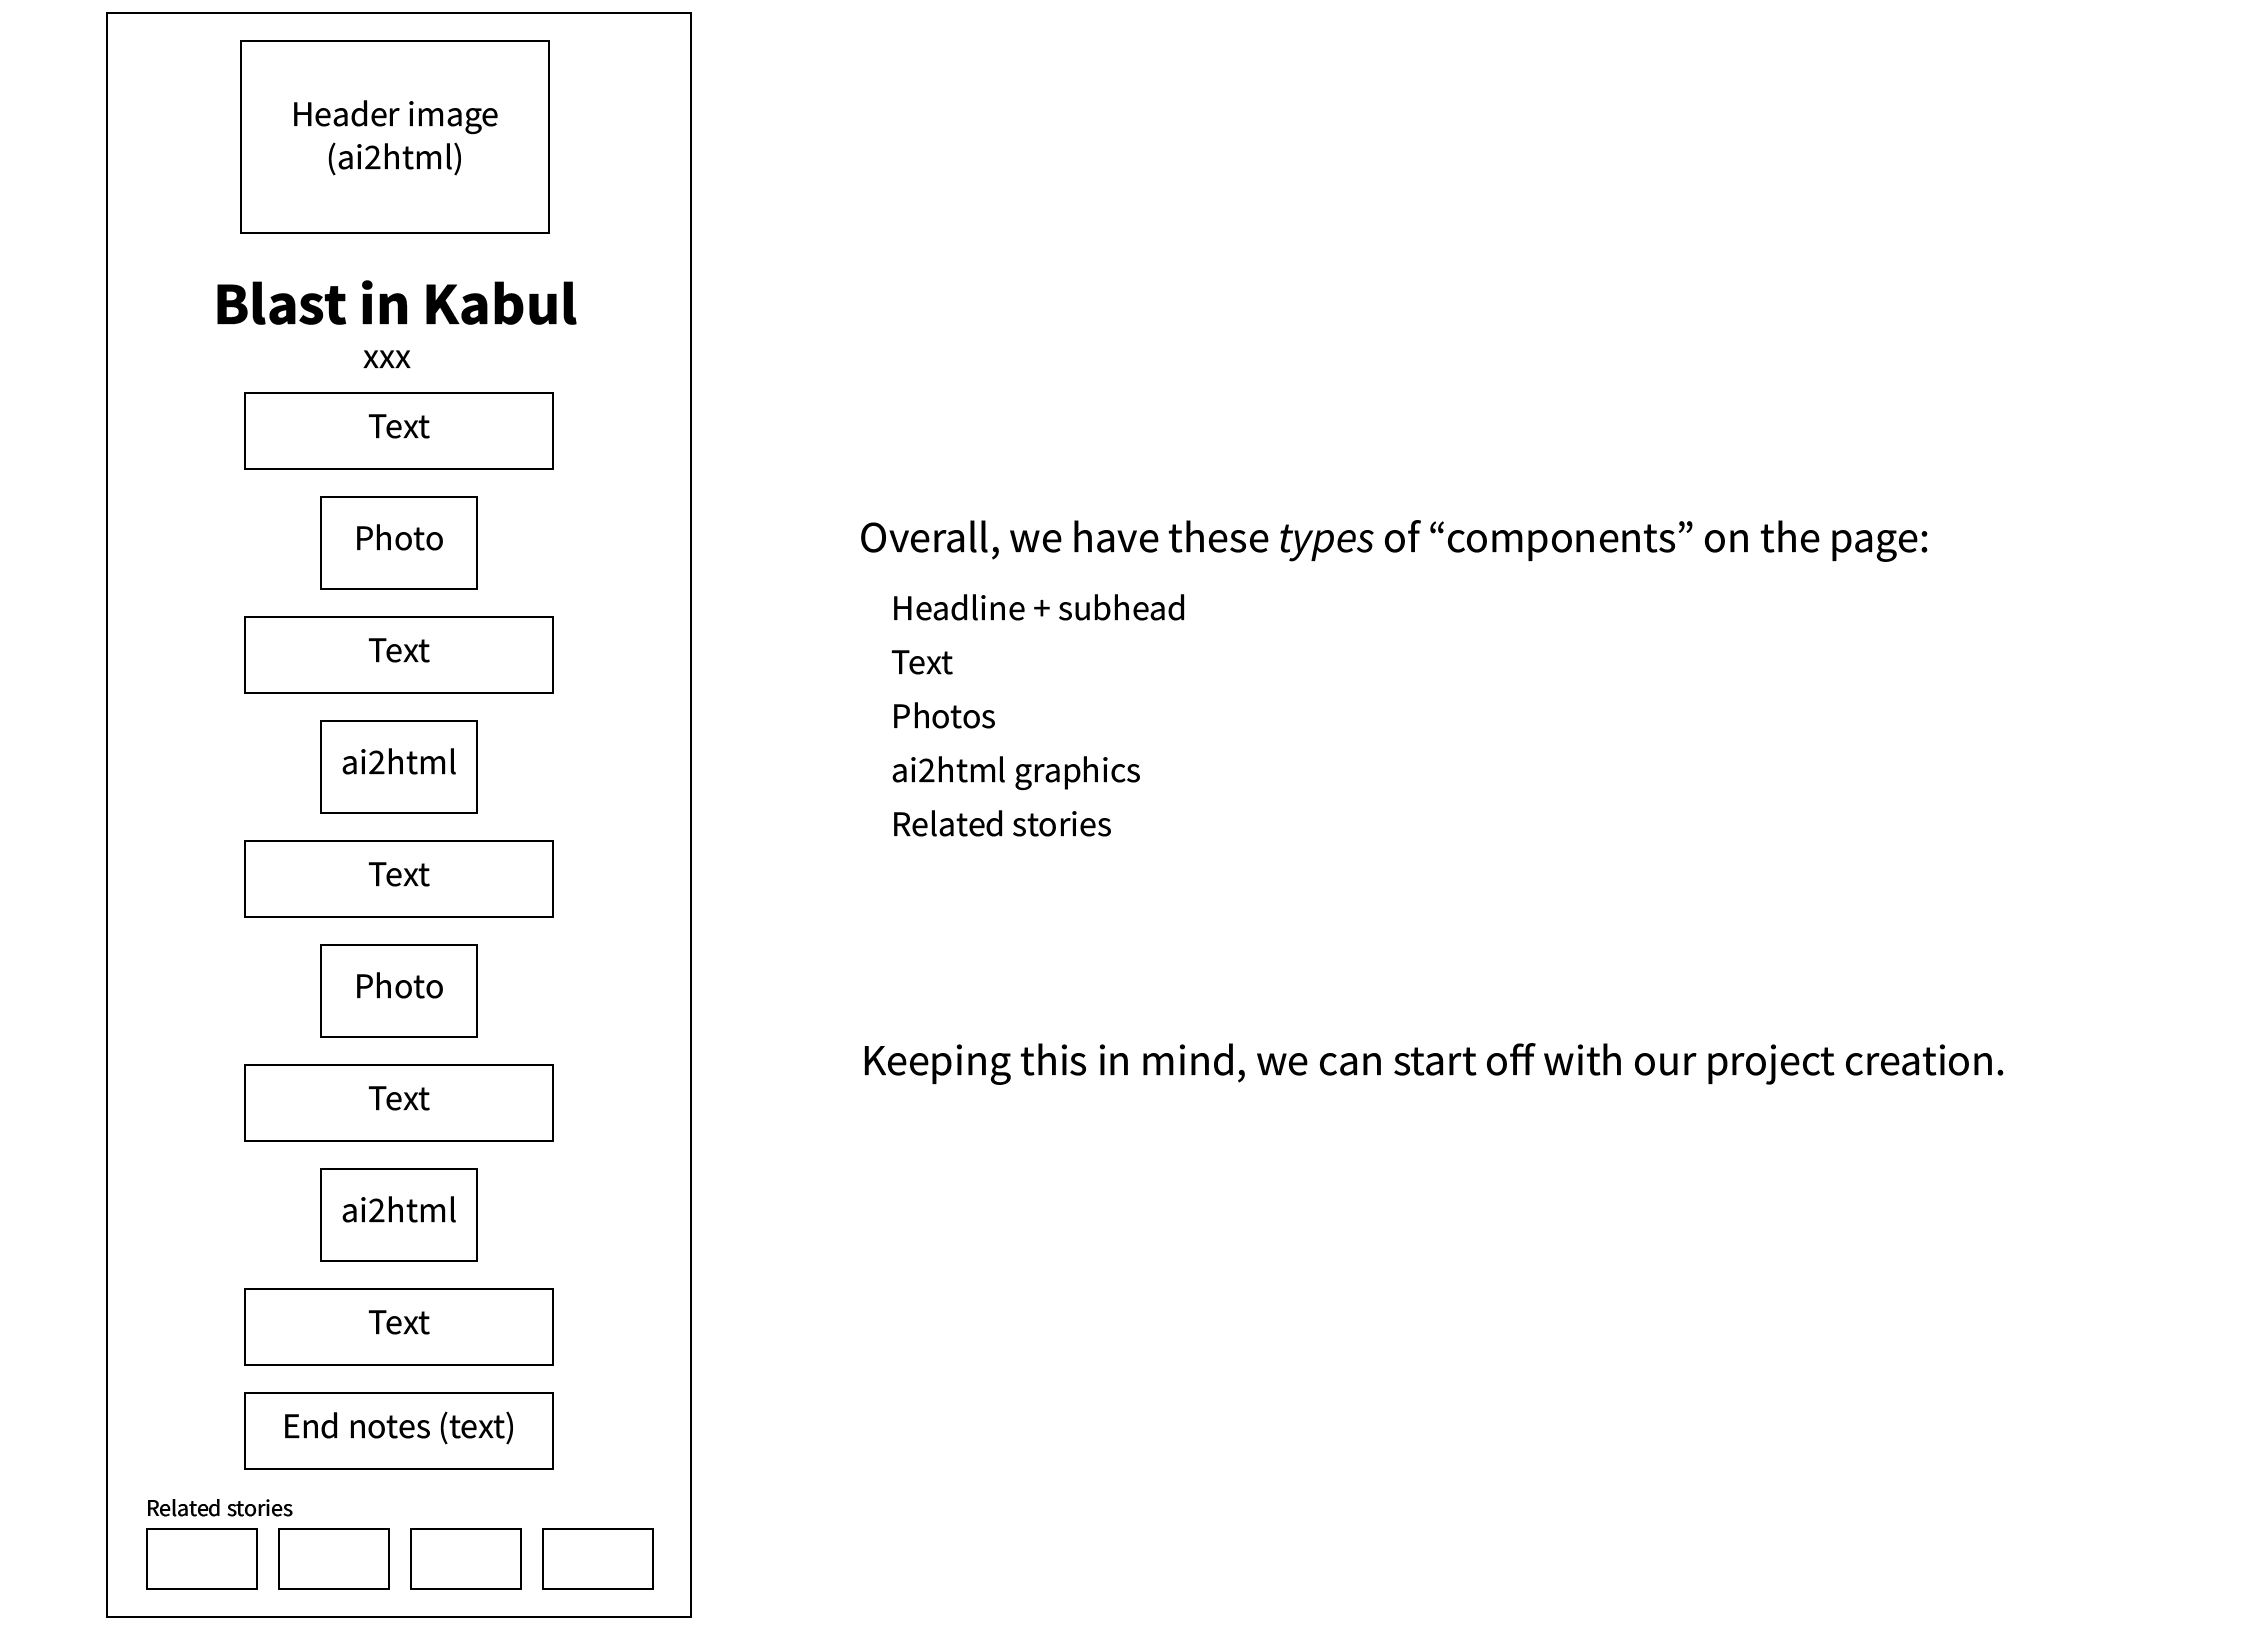 Header image
(ai2html)
Blast in Kabul
xxx
Text
Photo
Text
ai2html
Text
Photo
Text
ai2html
Text
End notes (text)
Related stories
Overall, we have these types of “components” on the page:
Headline + subhead
Text
Photos
ai2html graphics
Related stories
Keeping this in mind, we can start off with our project creation.